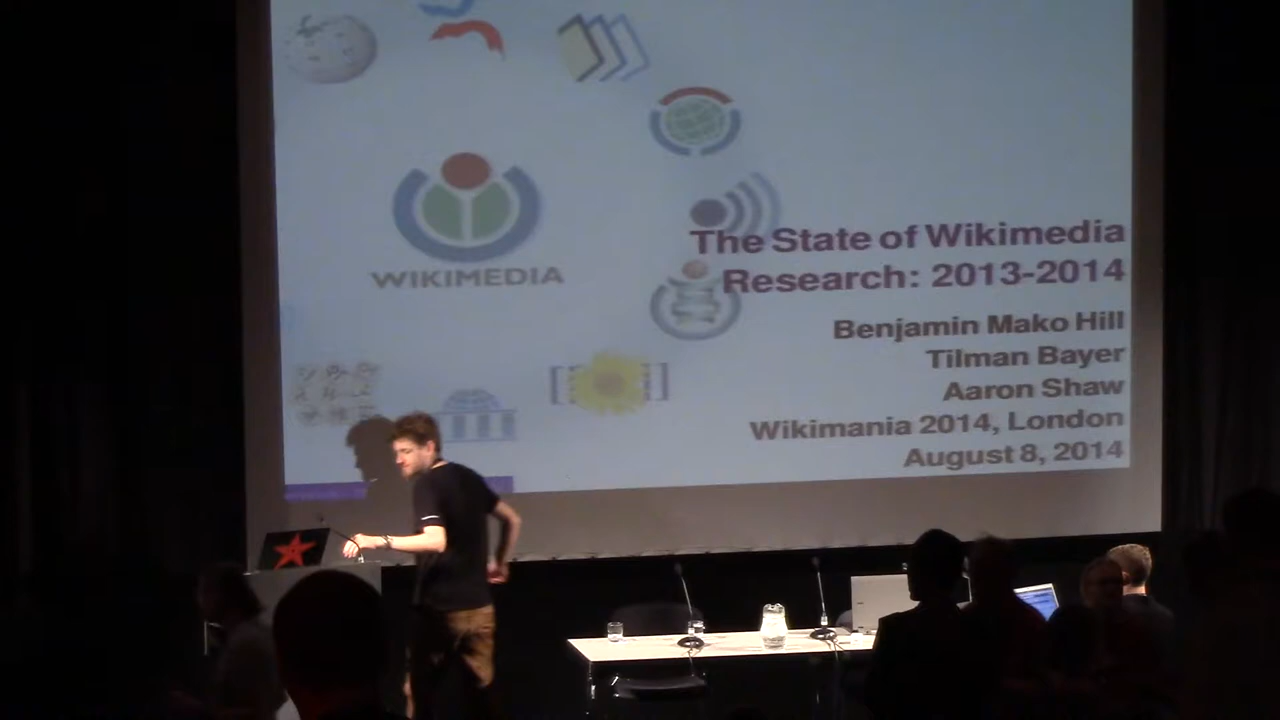 WIKIMEDIA
The State of Wikimedia
Research: 2013-2014
Benjamin Mako Hill
Tilman Bayer
Aaron Shaw
Wikimania 2014, London
August 8, 2014